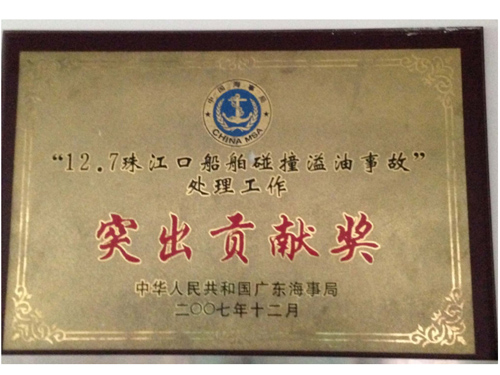 中国海事局
CHINA MSA
“12.7珠江口船舶碰撞溢油事故”
处理工作
突出贡献奖
中华人民共和国广东海事局
二〇〇七年十二月